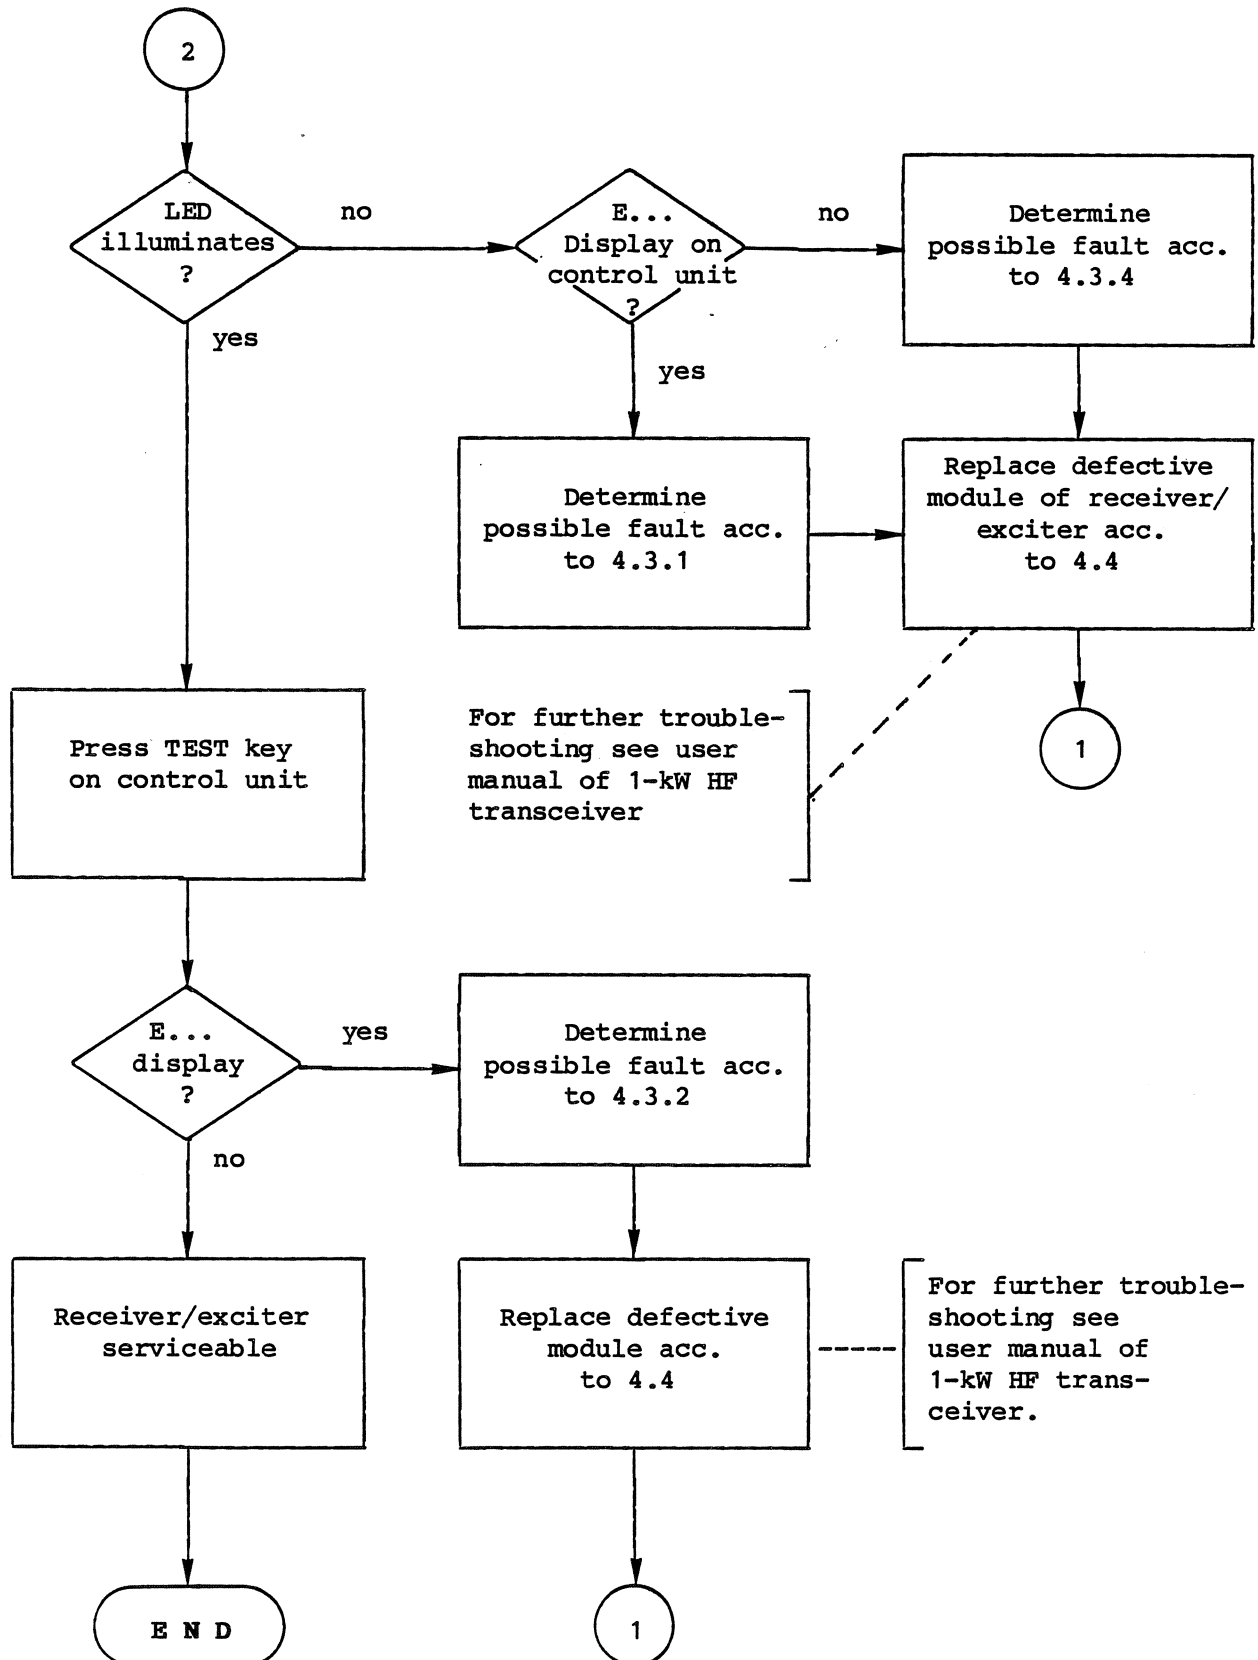 2
LED
illuminates
?
no
yes
E...
Display on
control unit
?
no
yes
Determine
possible fault acc.
to 4.3.4
Determine
possible fault acc.
to 4.3.1
Replace defective
module of receiver/
exciter acc.
to 4.4
Press TEST key
on control unit
For further trouble-
shooting see user
manual of 1-kW HF
transceiver
1
E...
display
?
yes
no
Determine
possible fault acc.
to 4.3.2
Receiver/exciter
serviceable
Replace defective
module acc.
to 4.4
For further trouble-
shooting see
user manual of
1-kW HF trans-
ceiver.
E N D
1